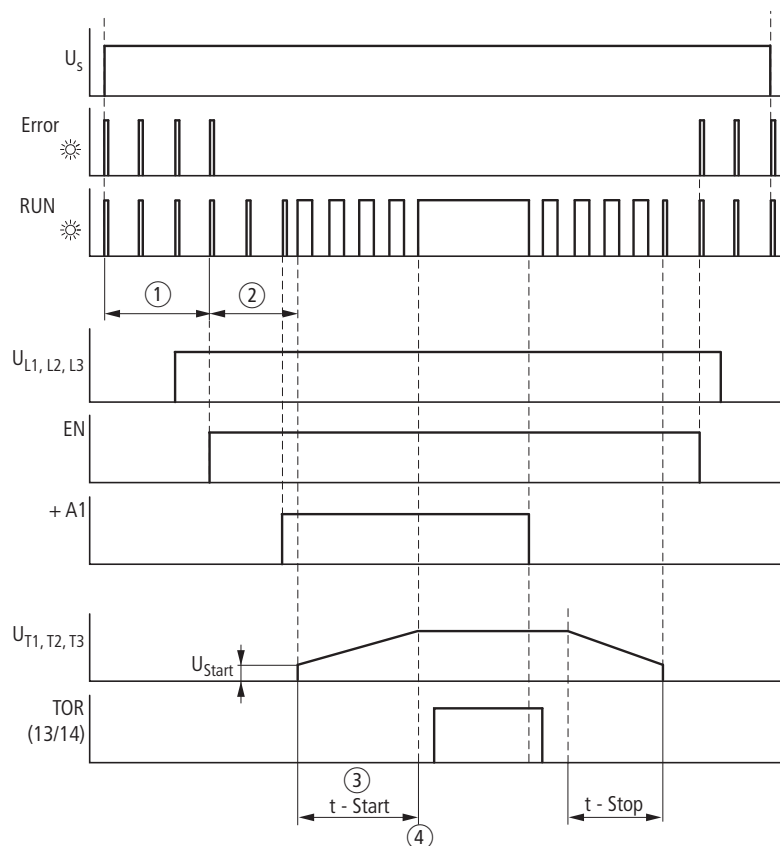 Us
Error
RUN
① ②
UL1, L2, L3
EN
+ A1
UT1, T2, T3
UStart
TOR
(13/14)
③
t - Start t - Stop
④